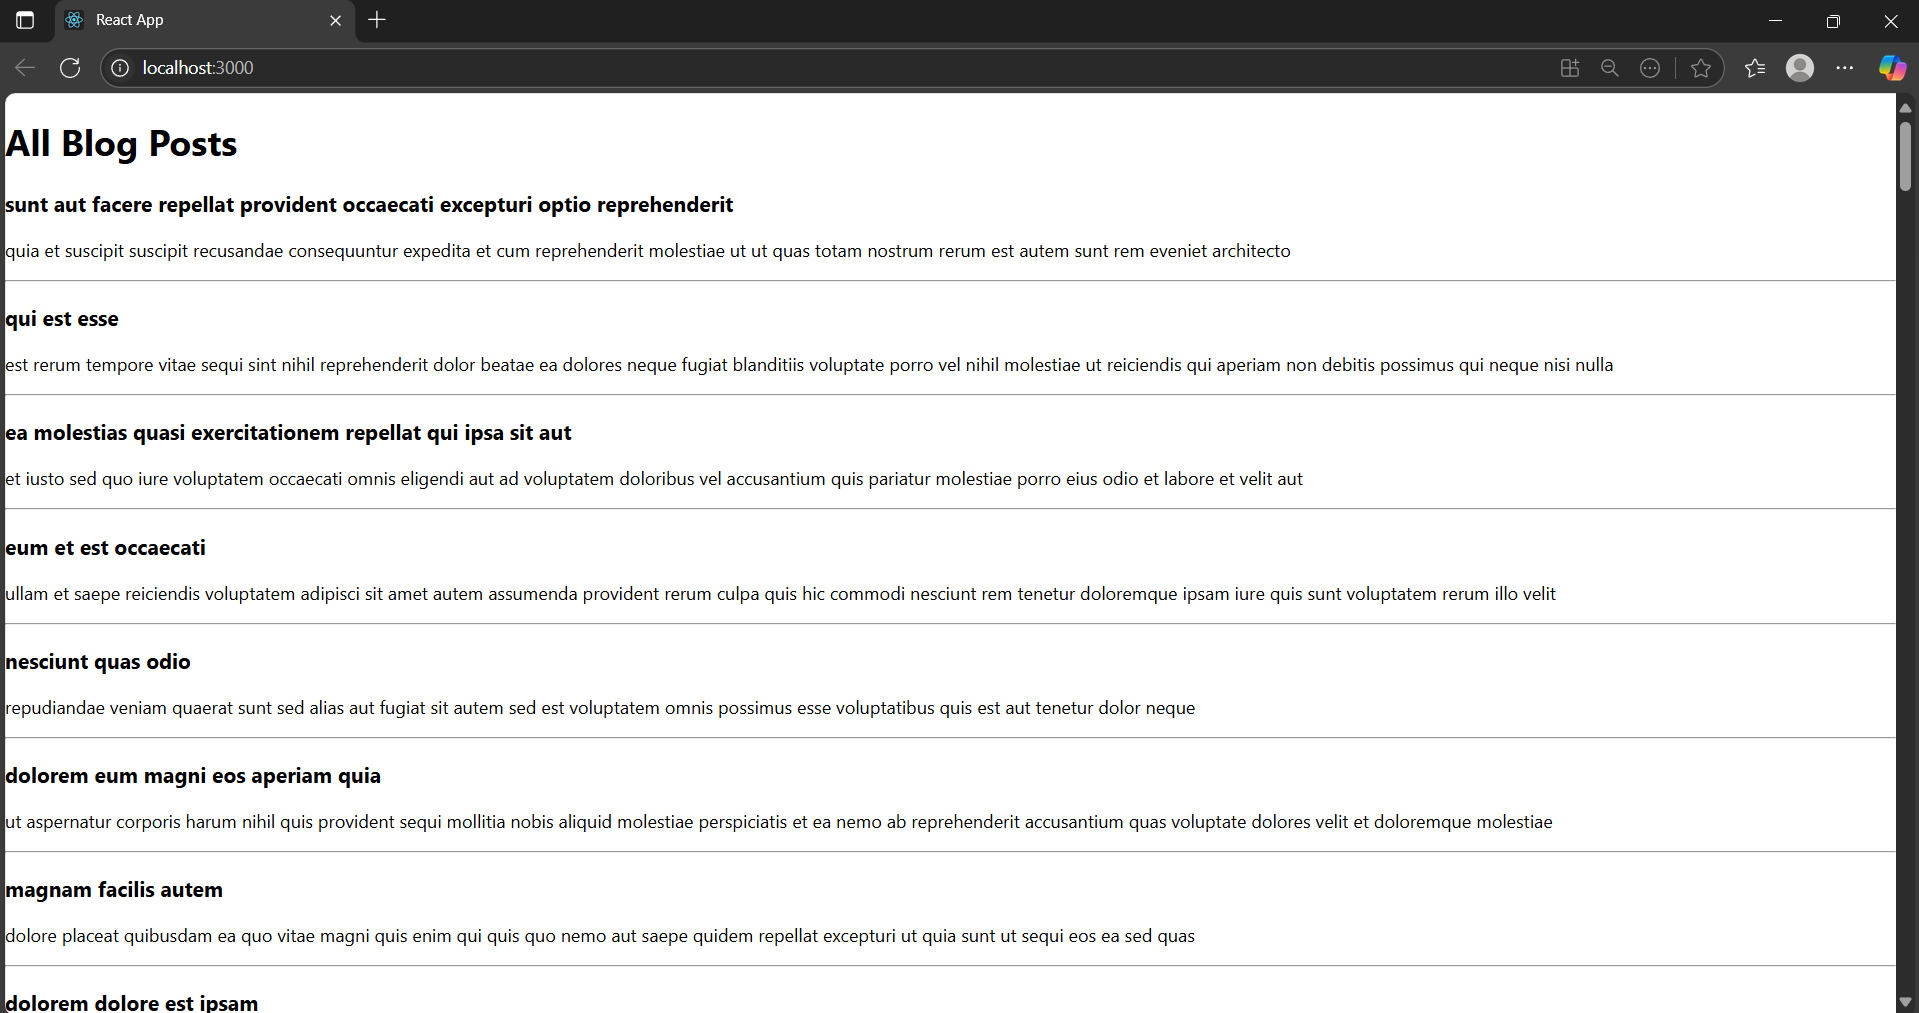 React App
localhost:3000
All Blog Posts
sunt aut facere repellat provident occaecati excepturi optio reprehenderit
quia et suscipit suscipit recusandae consequuntur expedita et cum reprehenderit molestiae ut ut quas totam nostrum rerum est autem sunt rem eveniet architecto
qui est esse
est rerum tempore vitae sequi sint nihil reprehenderit dolor beatae ea dolores neque fugiat blanditiis voluptate porro vel nihil molestiae ut reiciendis qui aperiam non debitis possimus qui neque nisi nulla
ea molestias quasi exercitationem repellat qui ipsa sit aut
et iusto sed quo iure voluptatem occaecati omnis eligendi aut ad voluptatem doloribus vel accusantium quis pariatur molestiae porro eius odio et labore et velit aut
eum et est occaecati
ullam et saepe reiciendis voluptatem adipisci sit amet autem assumenda provident rerum culpa quis hic commodi nesciunt rem tenetur doloremque ipsam iure quis sunt voluptatem rerum illo velit
nesciunt quas odio
repudiandae veniam quaerat sunt sed alias aut fugiat sit autem sed est voluptatem omnis possimus esse voluptatibus quis est aut tenetur dolor neque
dolorem eum magni eos aperiam quia
ut aspernatur corporis harum nihil quis provident sequi mollitia nobis aliquid molestiae perspiciatis et ea nemo ab reprehenderit accusantium quas voluptate dolores velit et doloremque molestiae
magnam facilis autem
dolore placeat quibusdam ea quo vitae magni quis enim qui quis quo nemo aut saepe quidem repellat excepturi ut quia sunt ut sequi eos ea sed quas
dolorem dolore est ipsam